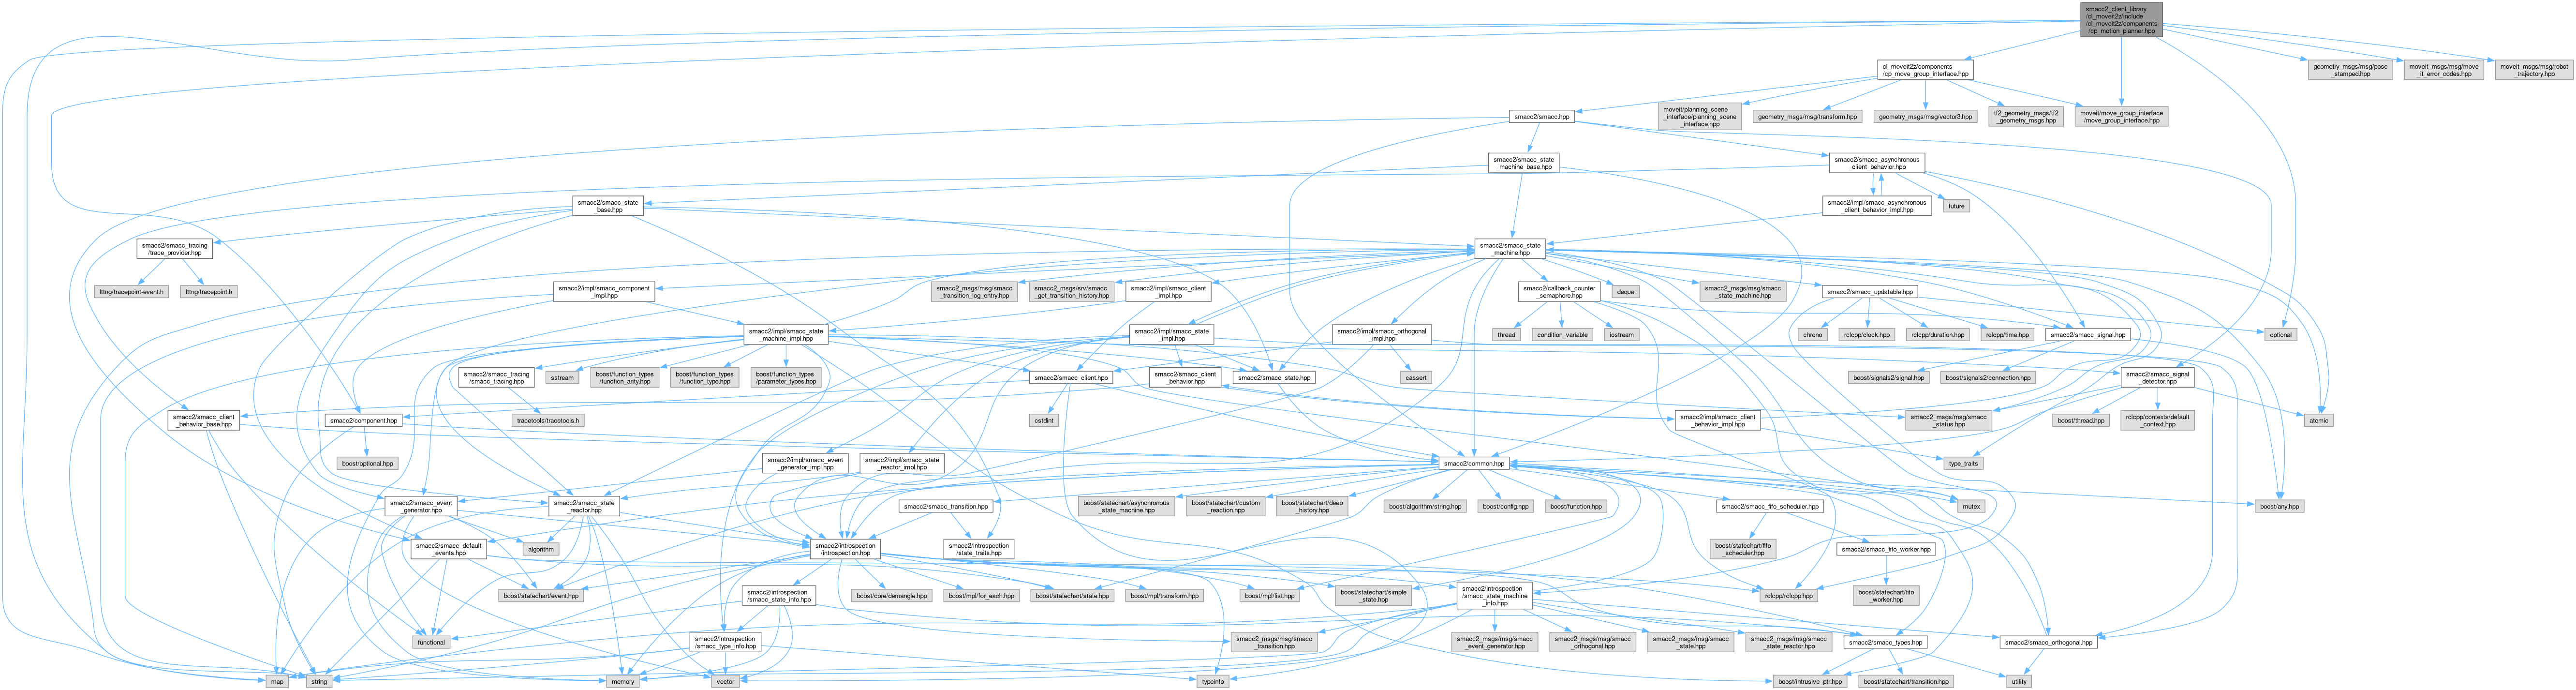 smacc2_client_library
/cl_moveit2z/include
/cl_moveit2z/components
/cp_motion_planner.hpp
cl_moveit2z/components
/cp_move_group_interface.hpp
geometry_msgs/msg/pose
_stamped.hpp
moveit_msgs/msg/move
_it_error_codes.hpp
moveit_msgs/msg/robot
_trajectory.hpp
smacc2/smacc.hpp
moveit/planning_scene
_interface/planning_scene
_interface.hpp
geometry_msgs/msg/transform.hpp
geometry_msgs/msg/vector3.hpp
tf2_geometry_msgs/tf2
_geometry_msgs.hpp
moveit/move_group_interface
/move_group_interface.hpp
smacc2/smacc_state
_machine_base.hpp
smacc2/smacc_asynchronous
_client_behavior.hpp
smacc2/smacc_state
_base.hpp
smacc2/impl/smacc_asynchronous
_client_behavior_impl.hpp
future
smacc2/smacc_tracing
/trace_provider.hpp
smacc2/smacc_state
_machine.hpp
lttng/tracepoint-event.h
lttng/tracepoint.h
smacc2/impl/smacc_component
_impl.hpp
smacc2_msgs/msg/smacc
_transition_log_entry.hpp
smacc2_msgs/srv/smacc
_get_transition_history.hpp
smacc2/impl/smacc_client
_impl.hpp
smacc2/callback_counter
_semaphore.hpp
deque
smacc2_msgs/msg/smacc
_state_machine.hpp
smacc2/smacc_updatable.hpp
smacc2/impl/smacc_state
_machine_impl.hpp
smacc2/impl/smacc_state
_impl.hpp
smacc2/impl/smacc_orthogonal
_impl.hpp
thread
condition_variable
iostream
chrono
rclcpp/clock.hpp
rclcpp/duration.hpp
rclcpp/time.hpp
smacc2/smacc_signal.hpp
optional
smacc2/smacc_tracing
/smacc_tracing.hpp
sstream
boost/function_types
/function_arity.hpp
boost/function_types
/function_type.hpp
boost/function_types
/parameter_types.hpp
smacc2/smacc_client.hpp
smacc2/smacc_client
_behavior.hpp
smacc2/smacc_state.hpp
cassert
boost/signals2/signal.hpp
boost/signals2/connection.hpp
smacc2/smacc_signal
_detector.hpp
smacc2/smacc_client
_behavior_base.hpp
smacc2/component.hpp
tracetools/tracetools.h
cstdint
smacc2/impl/smacc_client
_behavior_impl.hpp
smacc2_msgs/msg/smacc
_status.hpp
boost/thread.hpp
rclcpp/contexts/default
_context.hpp
atomic
boost/optional.hpp
smacc2/impl/smacc_event
_generator_impl.hpp
smacc2/impl/smacc_state
_reactor_impl.hpp
smacc2/common.hpp
type_traits
smacc2/smacc_event
_generator.hpp
smacc2/smacc_state
_reactor.hpp
smacc2/smacc_transition.hpp
boost/statechart/asynchronous
_state_machine.hpp
boost/statechart/custom
_reaction.hpp
boost/statechart/deep
_history.hpp
boost/algorithm/string.hpp
boost/config.hpp
boost/function.hpp
smacc2/smacc_fifo_scheduler.hpp
mutex
boost/any.hpp
smacc2/smacc_default
_events.hpp
algorithm
smacc2/introspection
/introspection.hpp
smacc2/introspection
/state_traits.hpp
boost/statechart/fifo
_scheduler.hpp
smacc2/smacc_fifo_worker.hpp
boost/statechart/event.hpp
smacc2/introspection
/smacc_state_info.hpp
boost/core/demangle.hpp
boost/mpl/for_each.hpp
boost/statechart/state.hpp
boost/mpl/transform.hpp
boost/mpl/list.hpp
boost/statechart/simple
_state.hpp
smacc2/introspection
/smacc_state_machine
_info.hpp
rclcpp/rclcpp.hpp
boost/statechart/fifo
_worker.hpp
functional
smacc2/introspection
/smacc_type_info.hpp
smacc2_msgs/msg/smacc
_transition.hpp
smacc2_msgs/msg/smacc
_event_generator.hpp
smacc2_msgs/msg/smacc
_orthogonal.hpp
smacc2_msgs/msg/smacc
_state.hpp
smacc2_msgs/msg/smacc
_state_reactor.hpp
smacc2/smacc_types.hpp
smacc2/smacc_orthogonal.hpp
map
string
memory
vector
typeinfo
boost/intrusive_ptr.hpp
boost/statechart/transition.hpp
utility